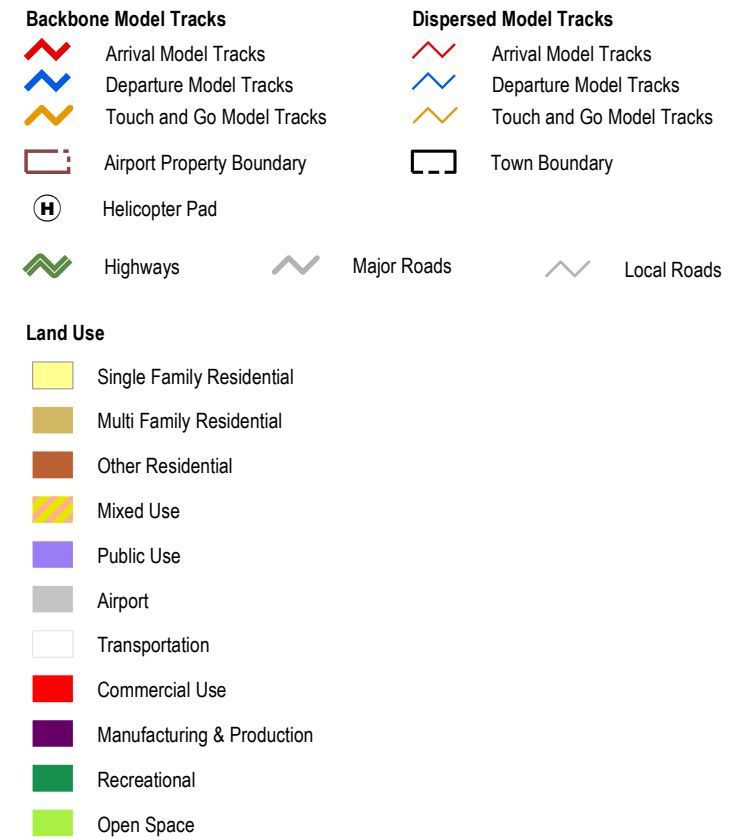 Backbone Model Tracks
Dispersed Model Tracks
Arrival Model Tracks
Arrival Model Tracks
Departure Model Tracks
Departure Model Tracks
Touch and Go Model Tracks
Touch and Go Model Tracks
Airport Property Boundary
Town Boundary
H
Helicopter Pad
Highways
Major Roads
Local Roads
Land Use
Single Family Residential
Multi Family Residential
Other Residential
Mixed Use
Public Use
Airport
Transportation
Commercial Use
Manufacturing & Production
Recreational
Open Space